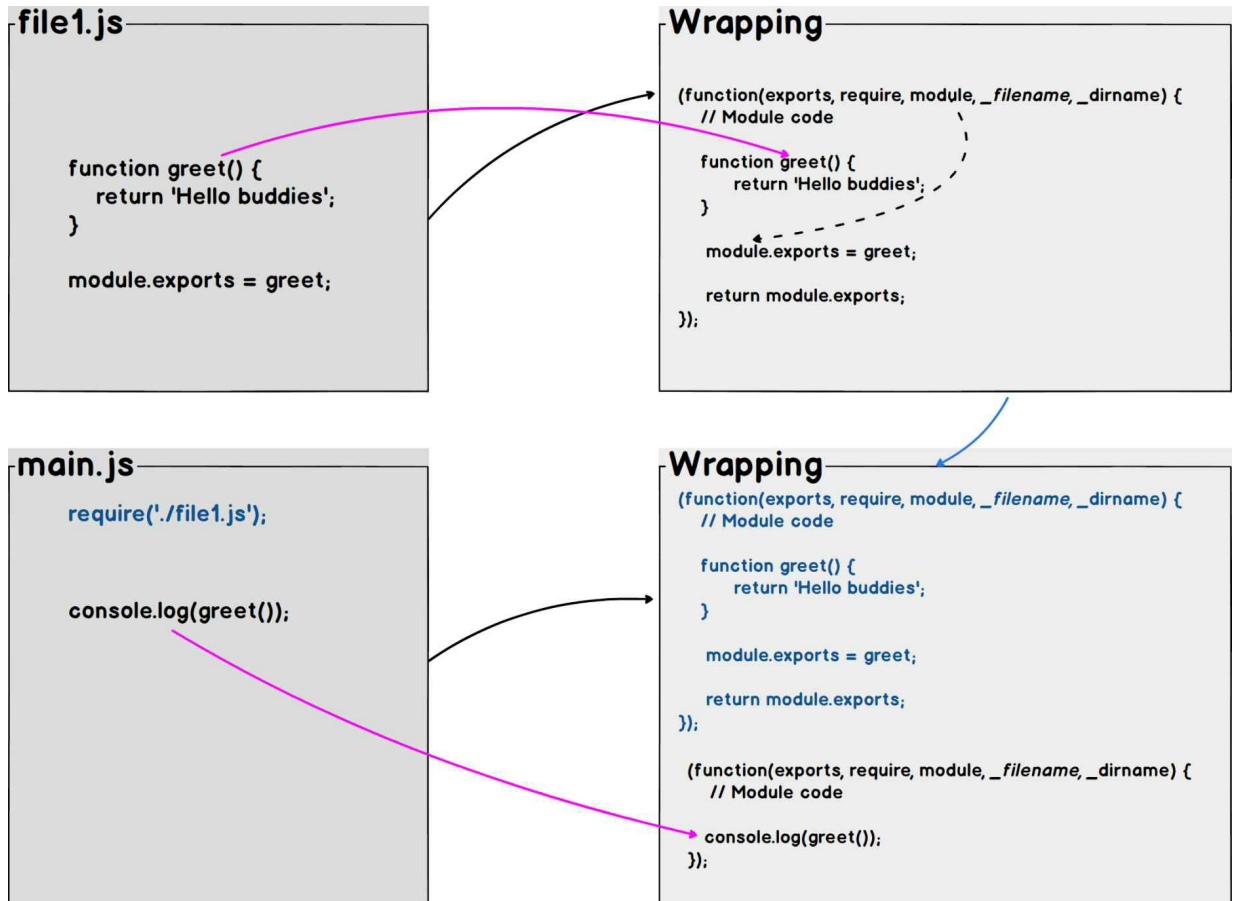 file1.js
function greet() {
return 'Hello buddies';
}
module.exports = greet;
Wrapping
(function(exports, require, module, _filename, _dirname) {
// Module code
function greet() {
return 'Hello buddies';
}
module.exports = greet;
return module.exports;
});
main.js
require('./file1.js');
console.log(greet());
Wrapping
(function(exports, require, module, _filename, _dirname) {
// Module code
function greet() {
return 'Hello buddies';
}
module.exports = greet;
return module.exports;
});
(function(exports, require, module, _filename, _dirname) {
// Module code
console.log(greet());
});